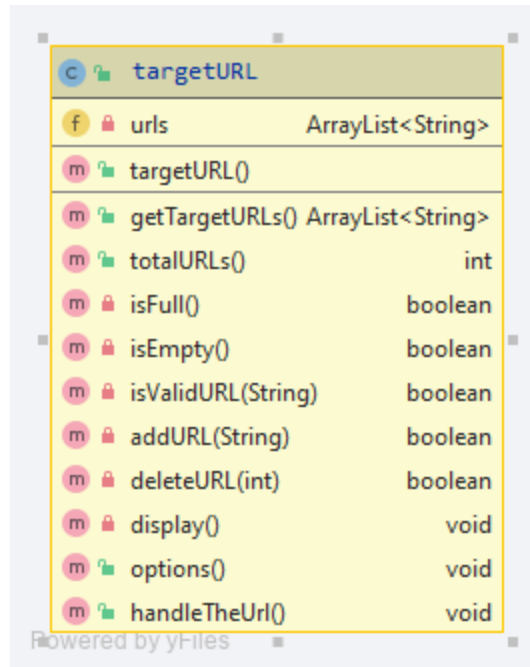 c targetURL
f urls ArrayList<String>
m targetURL()
m getTargetURLs() ArrayList<String>
m totalURLs() int
m isFull() boolean
m isEmpty() boolean
m isValidURL(String) boolean
m addURL(String) boolean
m deleteURL(int) boolean
m display() void
m options() void
m handleTheUrl() void
Powered by yFiles